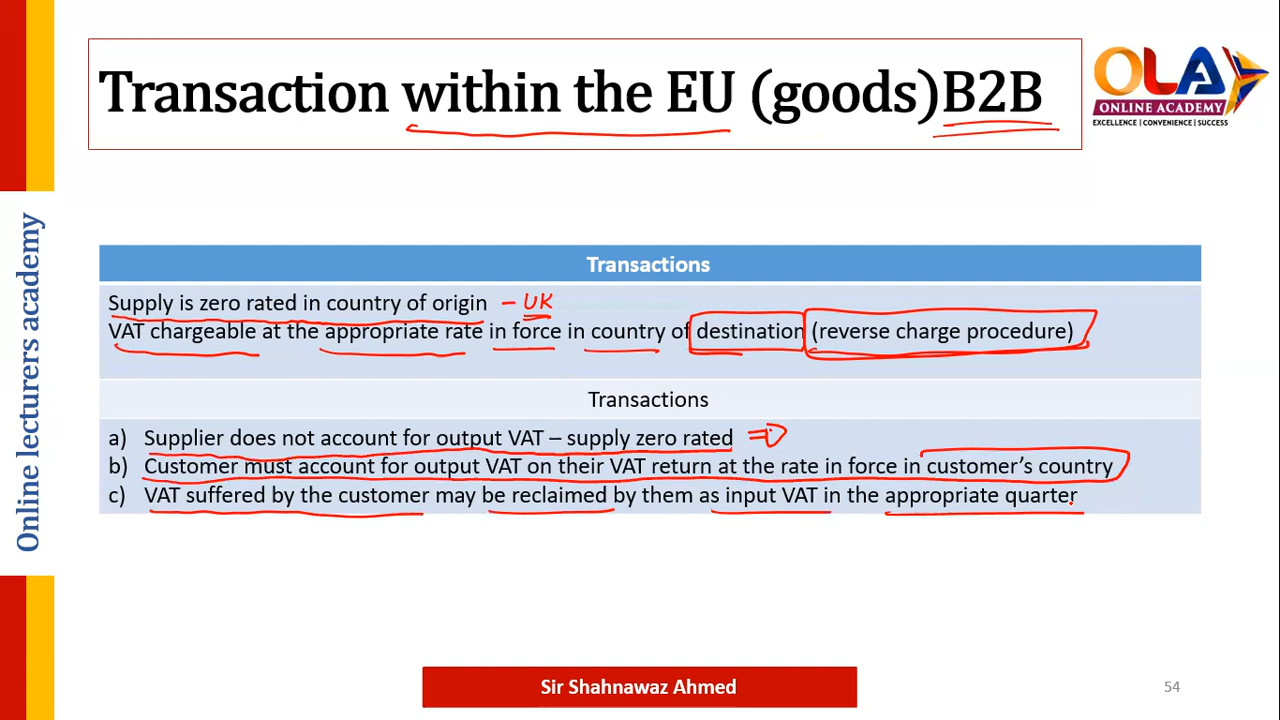 Transaction within the EU (goods)B2B
OLA
ONLINE ACADEMY
EXCELLENCE | CONVENIENCE | SUCCESS
Online lecturers academy
Transactions
Supply is zero rated in country of origin – UK
VAT chargeable at the appropriate rate in force in country of destination (reverse charge procedure)
Transactions
a) Supplier does not account for output VAT – supply zero rated
b) Customer must account for output VAT on their VAT return at the rate in force in customer's country
c) VAT suffered by the customer may be reclaimed by them as input VAT in the appropriate quarter
Sir Shahnawaz Ahmed
54